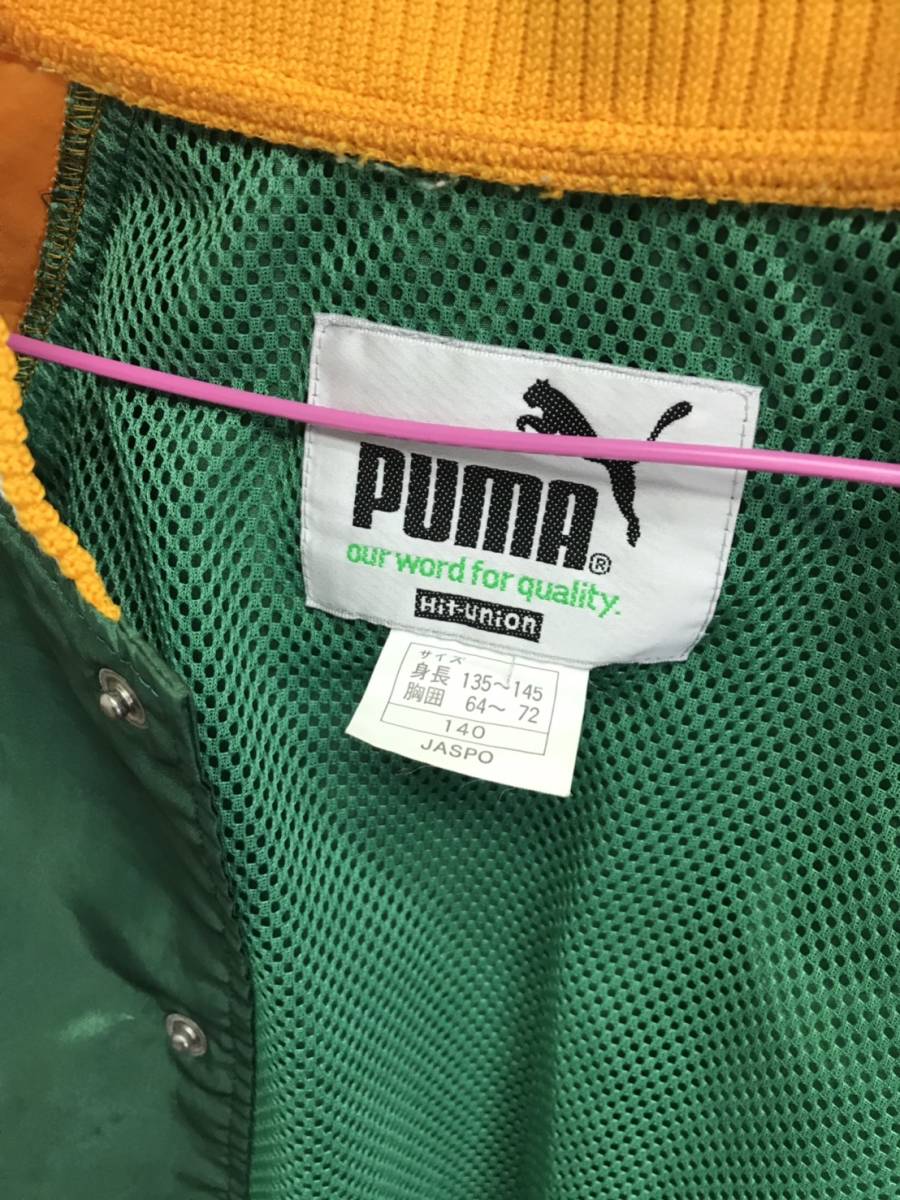 PUMA®
our word for quality.
Hit-union
サイズ
身長 135~145
胸囲 64~ 72
140
JASPO